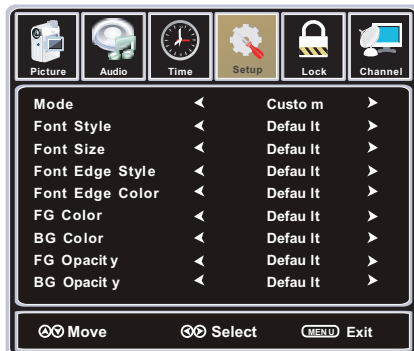 Picture Audio Time Setup Lock Channel
Mode Custo m
Font Style Defau lt
Font Size Defau lt
Font Edge Style Defau lt
Font Edge Color Defau lt
FG Color Defau lt
BG Color Defau lt
FG Opacit y Defau lt
BG Opacit y Defau lt
Move Select MENU Exit